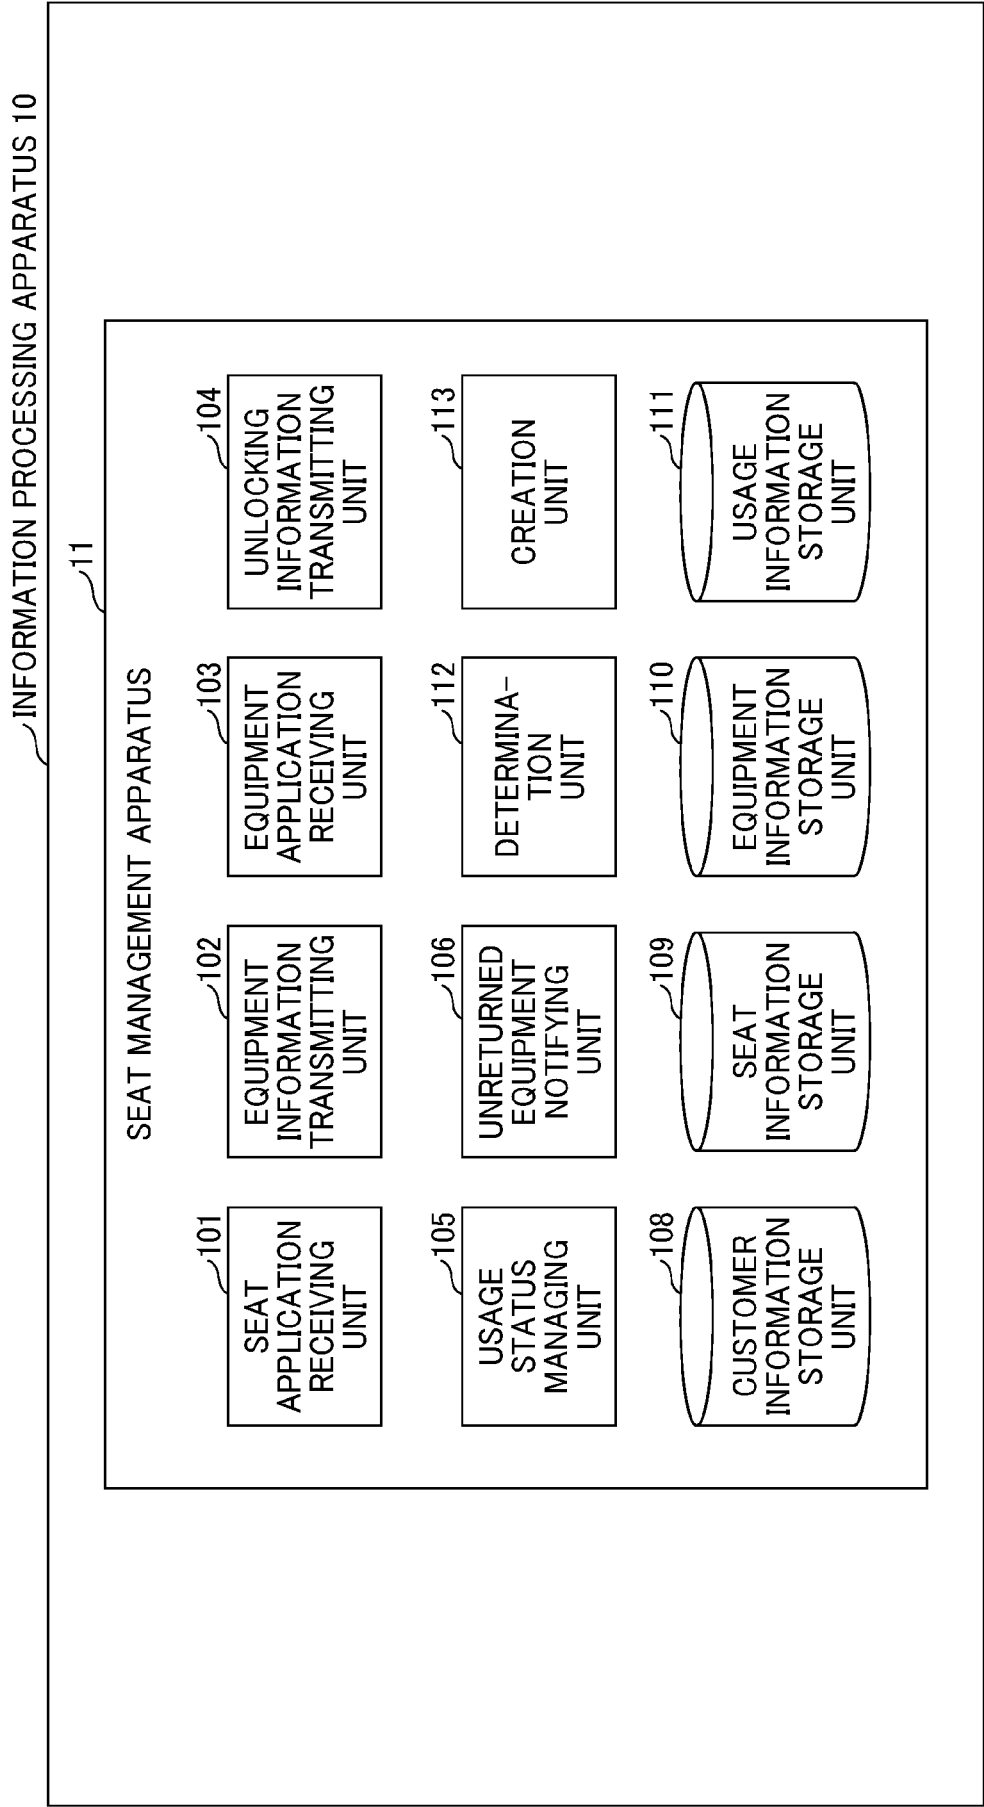 INFORMATION PROCESSING APPARATUS 10
11
SEAT MANAGEMENT APPARATUS
101
SEAT
APPLICATION
RECEIVING
UNIT
102
EQUIPMENT
INFORMATION
TRANSMITTING
UNIT
103
EQUIPMENT
APPLICATION
RECEIVING
UNIT
104
UNLOCKING
INFORMATION
TRANSMITTING
UNIT
105
USAGE
STATUS
MANAGING
UNIT
106
UNRETURNED
EQUIPMENT
NOTIFYING
UNIT
112
DETERMINA-
TION
UNIT
113
CREATION
UNIT
108
CUSTOMER
INFORMATION
STORAGE
UNIT
109
SEAT
INFORMATION
STORAGE
UNIT
110
EQUIPMENT
INFORMATION
STORAGE
UNIT
111
USAGE
INFORMATION
STORAGE
UNIT